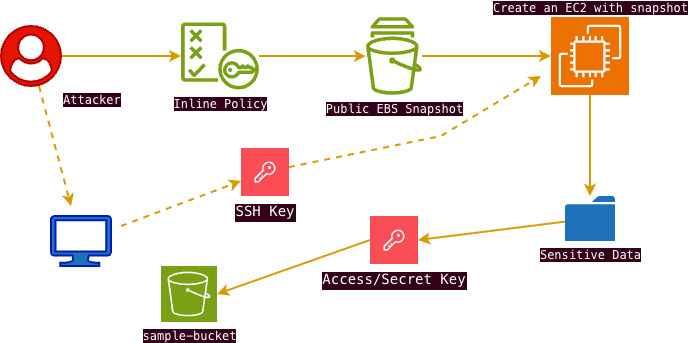 Create an EC2 with snapshot
Attacker
Inline Policy
Public EBS Snapshot
SSH Key
Sensitive Data
Access/Secret Key
sample-bucket